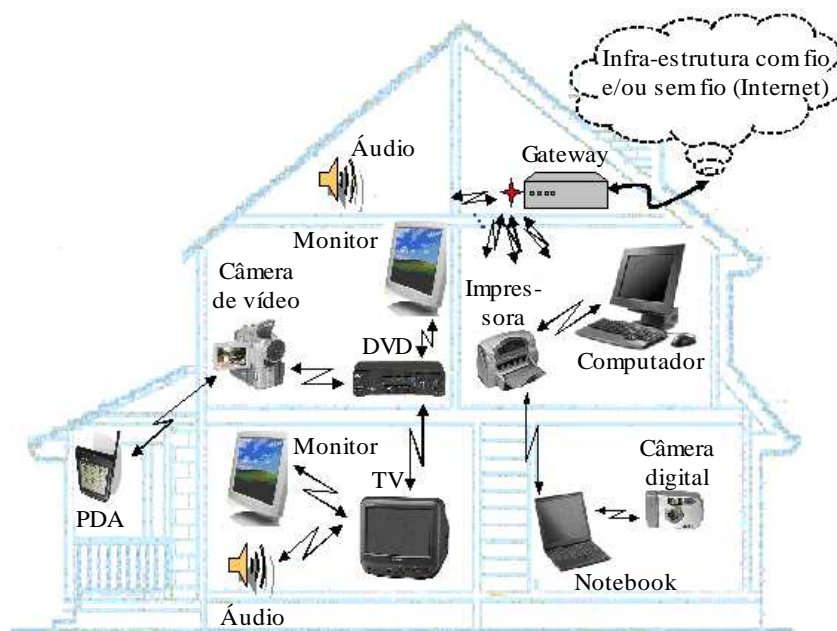 Infra-estrutura com fio
e/ou sem fio (Internet)
Áudio
Gateway
Monitor
Câmera
de vídeo
Impres-
sora
DVD
Computador
Monitor
TV
Câmera
digital
PDA
Notebook
Áudio